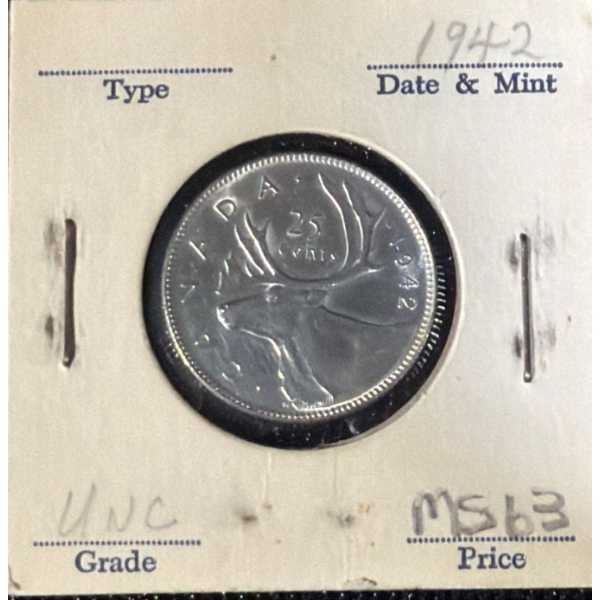 1942
Type
Date & Mint
CANADA
25
Cents
1942
UNC
MS63
Grade
Price